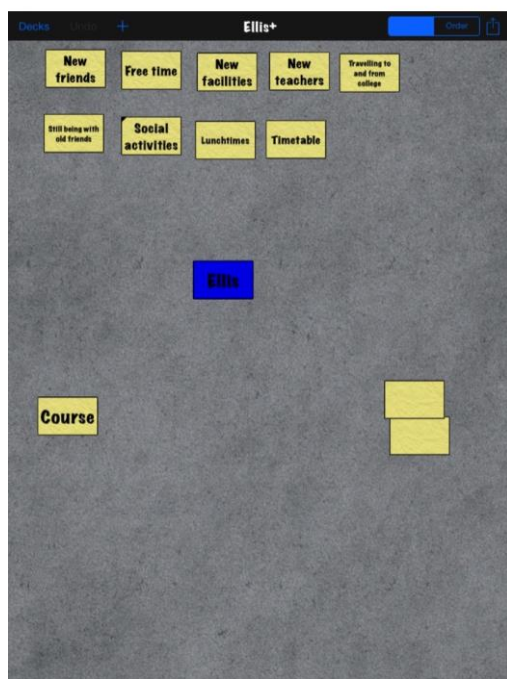 Decks Undo + Ellis+ Order
New
friends
Free time
New
facilities
New
teachers
Travelling to
and from
college
Still being with
old friends
Social
activities
Lunchtimes
Timetable
Ellis
Course